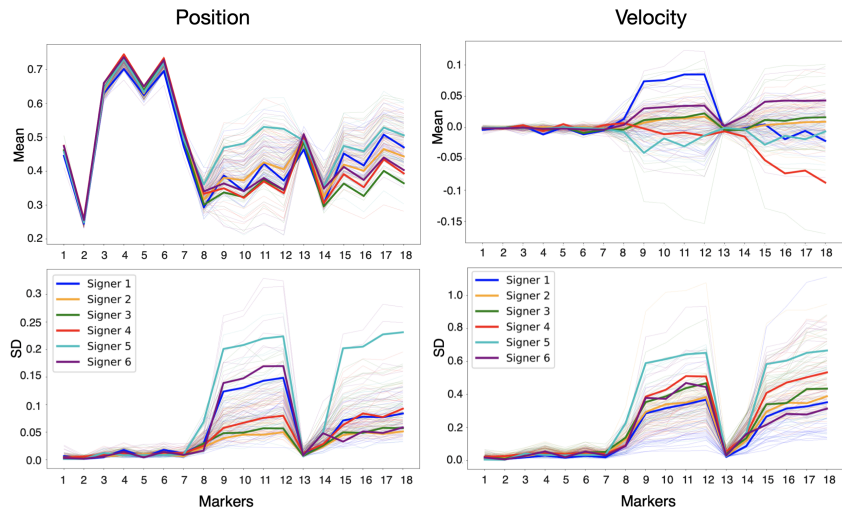 Position
Velocity
Mean
0.7
0.6
0.5
0.4
0.3
0.2
1 2 3 4 5 6 7 8 9 10 11 12 13 14 15 16 17 18
Mean
0.10
0.05
0.00
-0.05
-0.1
-0.15
1 2 3 4 5 6 7 8 9 10 11 12 13 14 15 16 17 18
SD
0.3
0.25
0.2
0.15
0.1
0.05
0.0
Signer 1
Signer 2
Signer 3
Signer 4
Signer 5
Signer 6
1 2 3 4 5 6 7 8 9 10 11 12 13 14 15 16 17 18
Markers
SD
1.0
0.8
0.6
0.4
0.2
0.0
Signer 1
Signer 2
Signer 3
Signer 4
Signer 5
Signer 6
1 2 3 4 5 6 7 8 9 10 11 12 13 14 15 16 17 18
Markers